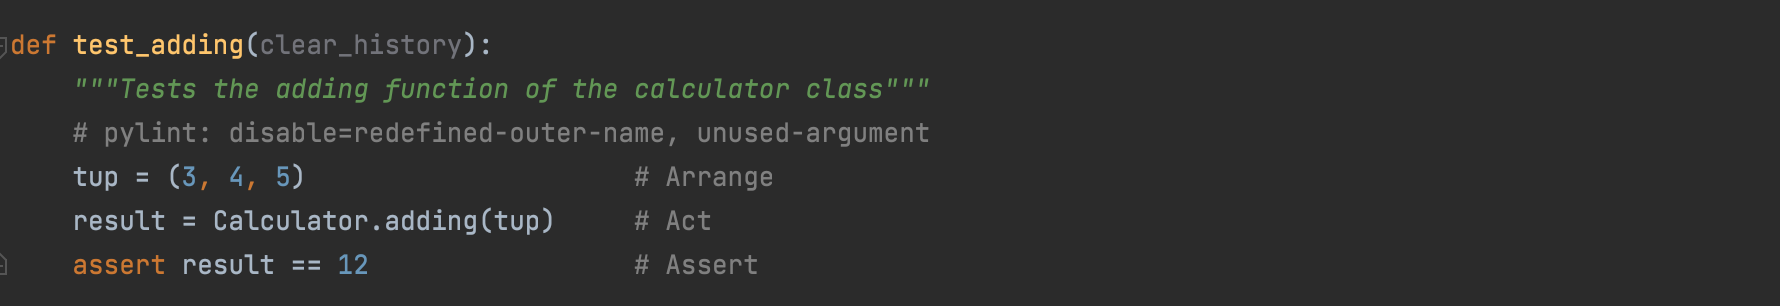 def test_adding(clear_history):
    """Tests the adding function of the calculator class"""
    # pylint: disable=redefined-outer-name, unused-argument
    tup = (3, 4, 5)                     # Arrange
    result = Calculator.adding(tup)     # Act
    assert result == 12                 # Assert